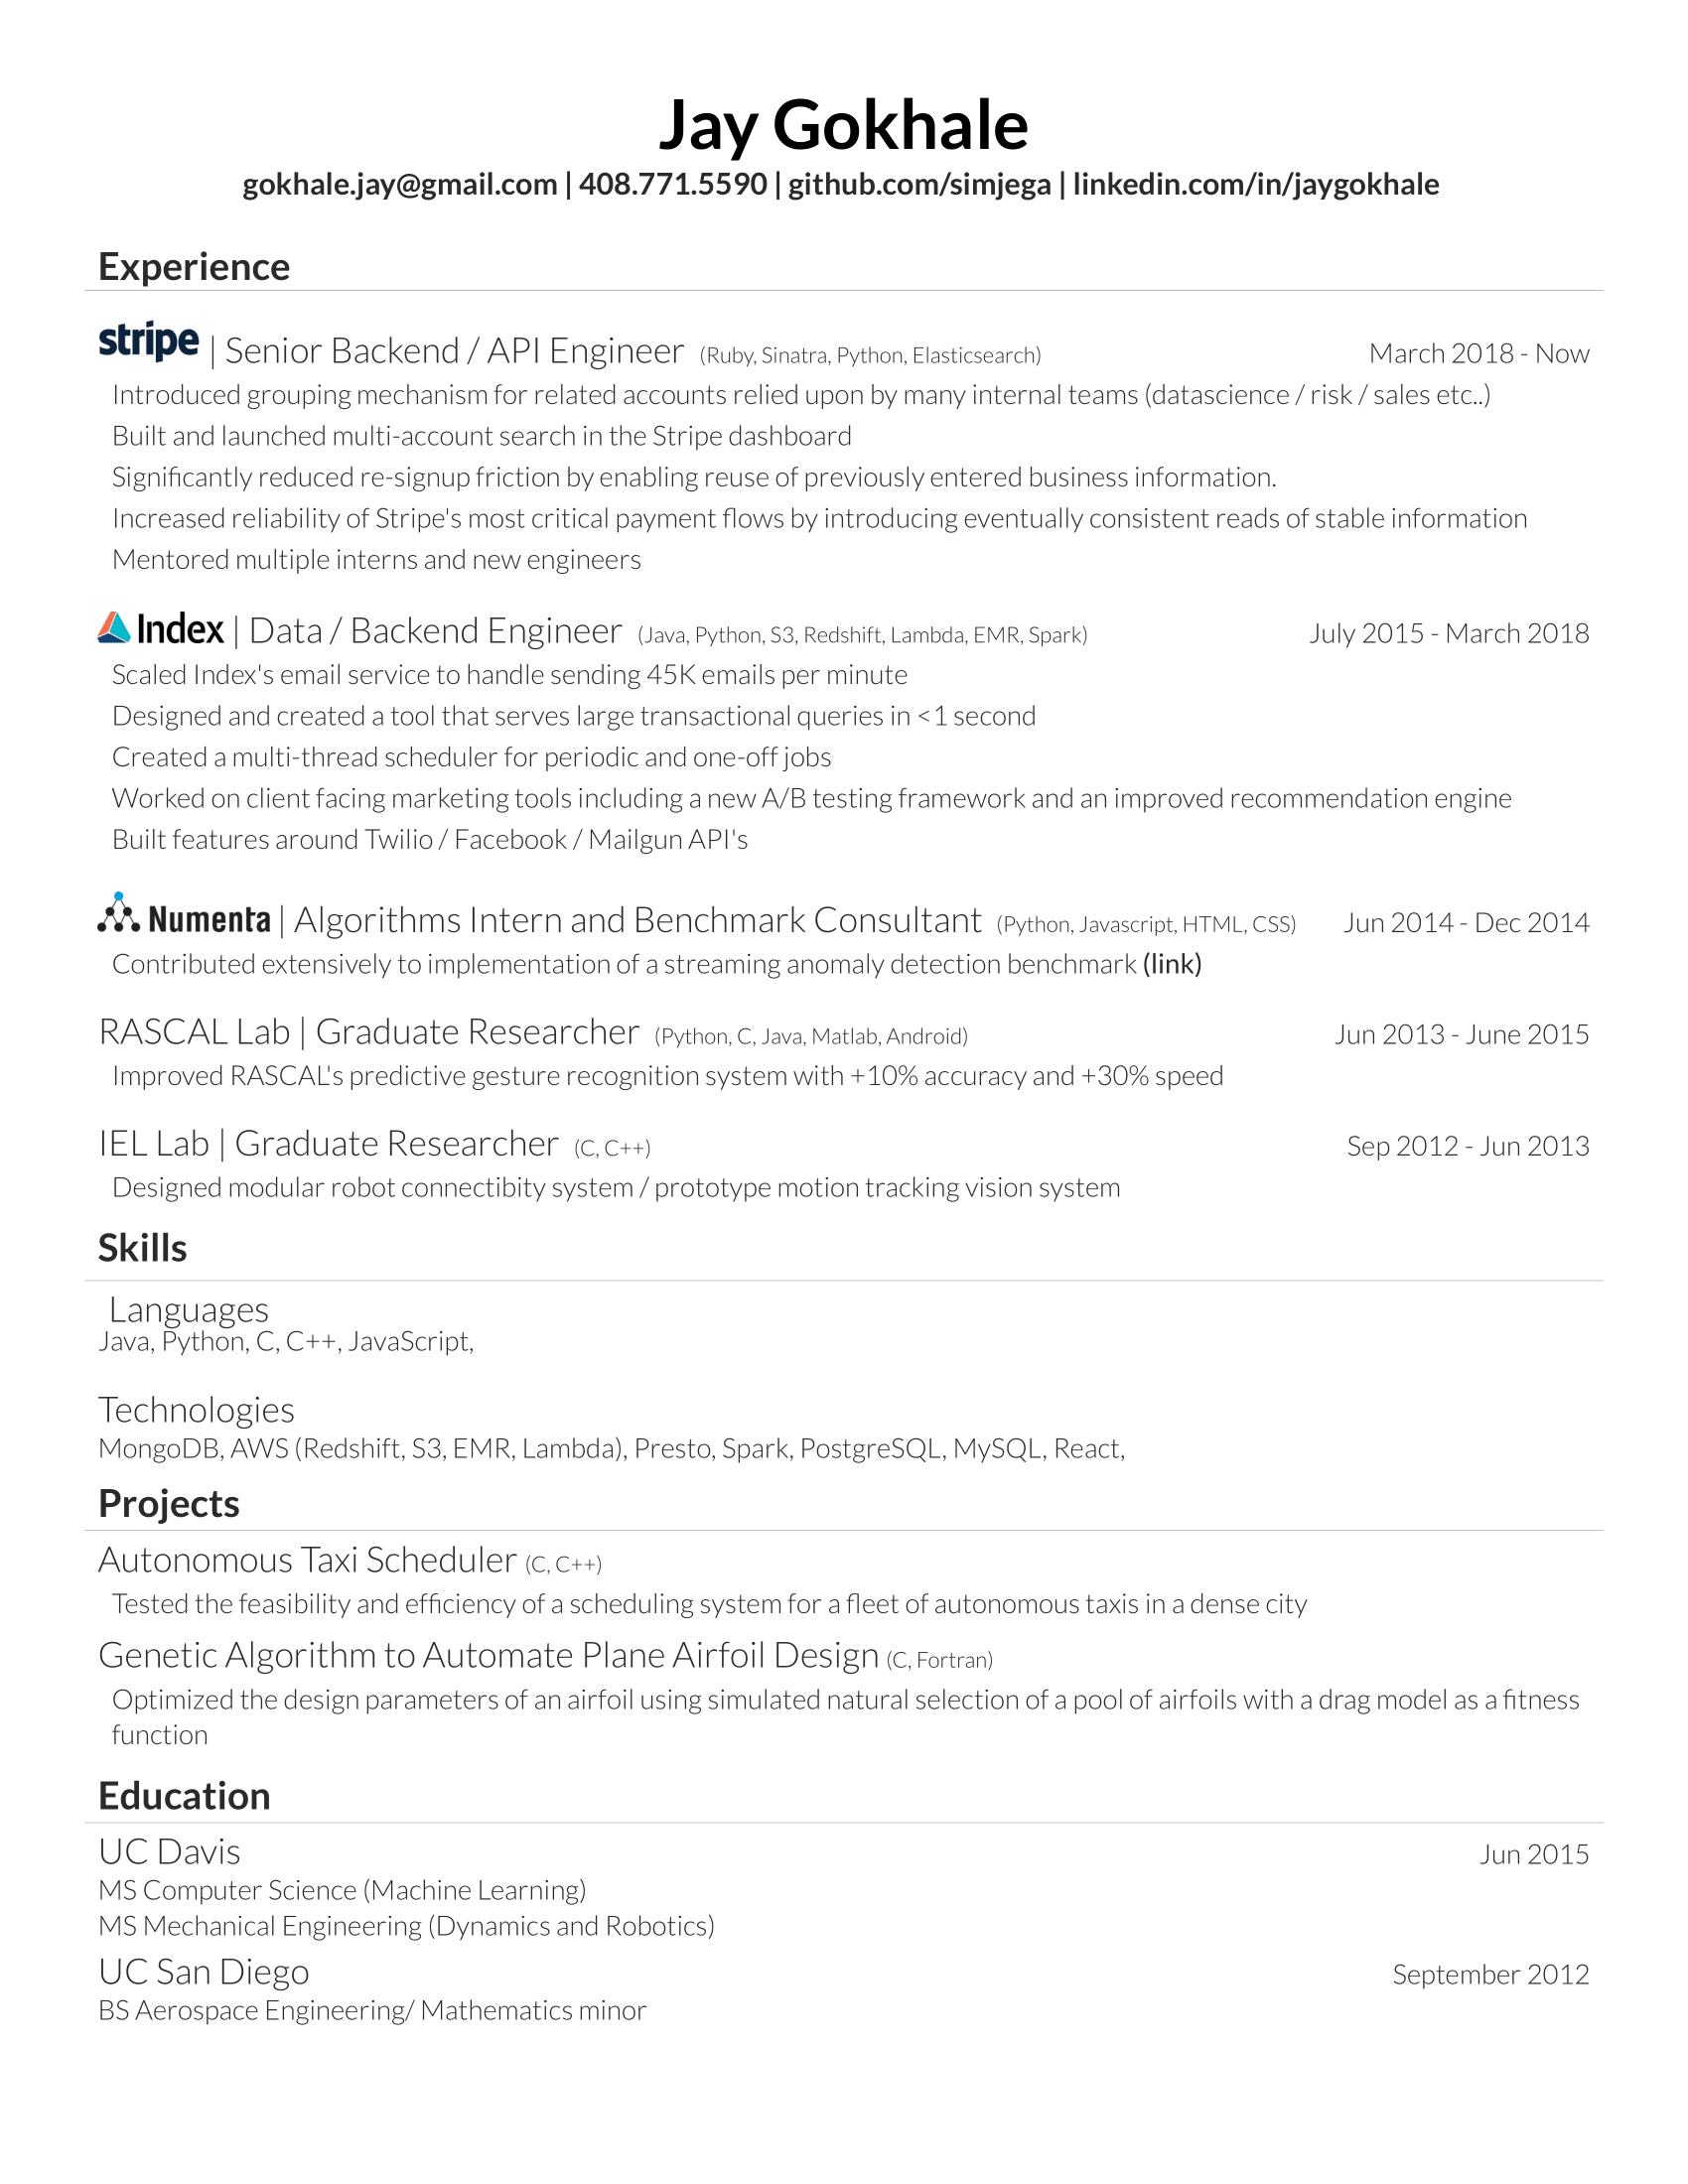 Jay Gokhale
gokhale.jay@gmail.com | 408.771.5590 | github.com/simjega | linkedin.com/in/jaygokhale
Experience
stripe | Senior Backend / API Engineer (Ruby, Sinatra, Python, Elasticsearch) March 2018 - Now
Introduced grouping mechanism for related accounts relied upon by many internal teams (datascience / risk / sales etc..)
Built and launched multi-account search in the Stripe dashboard
Significantly reduced re-signup friction by enabling reuse of previously entered business information.
Increased reliability of Stripe's most critical payment flows by introducing eventually consistent reads of stable information
Mentored multiple interns and new engineers
Index | Data / Backend Engineer (Java, Python, S3, Redshift, Lambda, EMR, Spark) July 2015 - March 2018
Scaled Index's email service to handle sending 45K emails per minute
Designed and created a tool that serves large transactional queries in <1 second
Created a multi-thread scheduler for periodic and one-off jobs
Worked on client facing marketing tools including a new A/B testing framework and an improved recommendation engine
Built features around Twilio / Facebook / Mailgun API's
Numenta | Algorithms Intern and Benchmark Consultant (Python, Javascript, HTML, CSS) Jun 2014 - Dec 2014
Contributed extensively to implementation of a streaming anomaly detection benchmark (link)
RASCAL Lab | Graduate Researcher (Python, C, Java, Matlab, Android) Jun 2013 - June 2015
Improved RASCAL's predictive gesture recognition system with +10% accuracy and +30% speed
IEL Lab | Graduate Researcher (C, C++) Sep 2012 - Jun 2013
Designed modular robot connectibity system / prototype motion tracking vision system
Skills
Languages
Java, Python, C, C++, JavaScript,
Technologies
MongoDB, AWS (Redshift, S3, EMR, Lambda), Presto, Spark, PostgreSQL, MySQL, React,
Projects
Autonomous Taxi Scheduler (C, C++)
Tested the feasibility and efficiency of a scheduling system for a fleet of autonomous taxis in a dense city
Genetic Algorithm to Automate Plane Airfoil Design (C, Fortran)
Optimized the design parameters of an airfoil using simulated natural selection of a pool of airfoils with a drag model as a fitness
function
Education
UC Davis Jun 2015
MS Computer Science (Machine Learning)
MS Mechanical Engineering (Dynamics and Robotics)
UC San Diego September 2012
BS Aerospace Engineering/ Mathematics minor